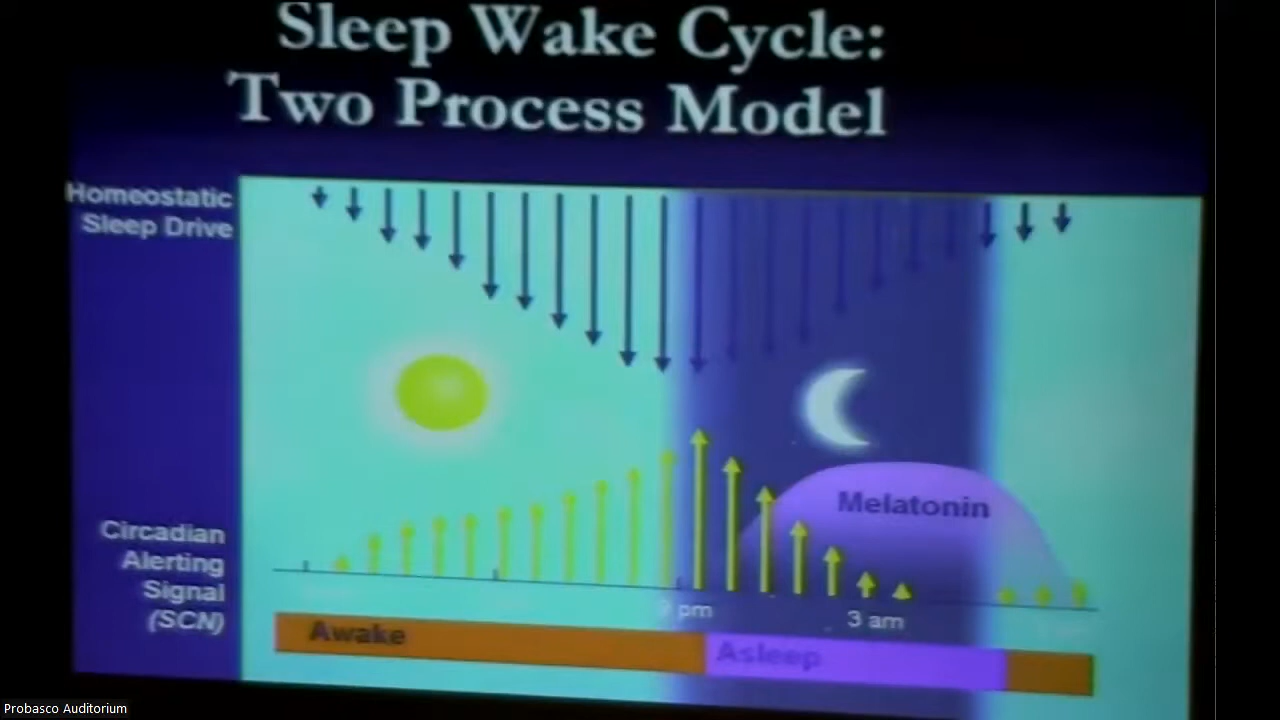 Sleep Wake Cycle:
Two Process Model
Homeostatic
Sleep Drive
Melatonin
Circadian
Alerting
Signal
(SCN)
pm
3 am
Awake
Asleep
Probasco Auditorium